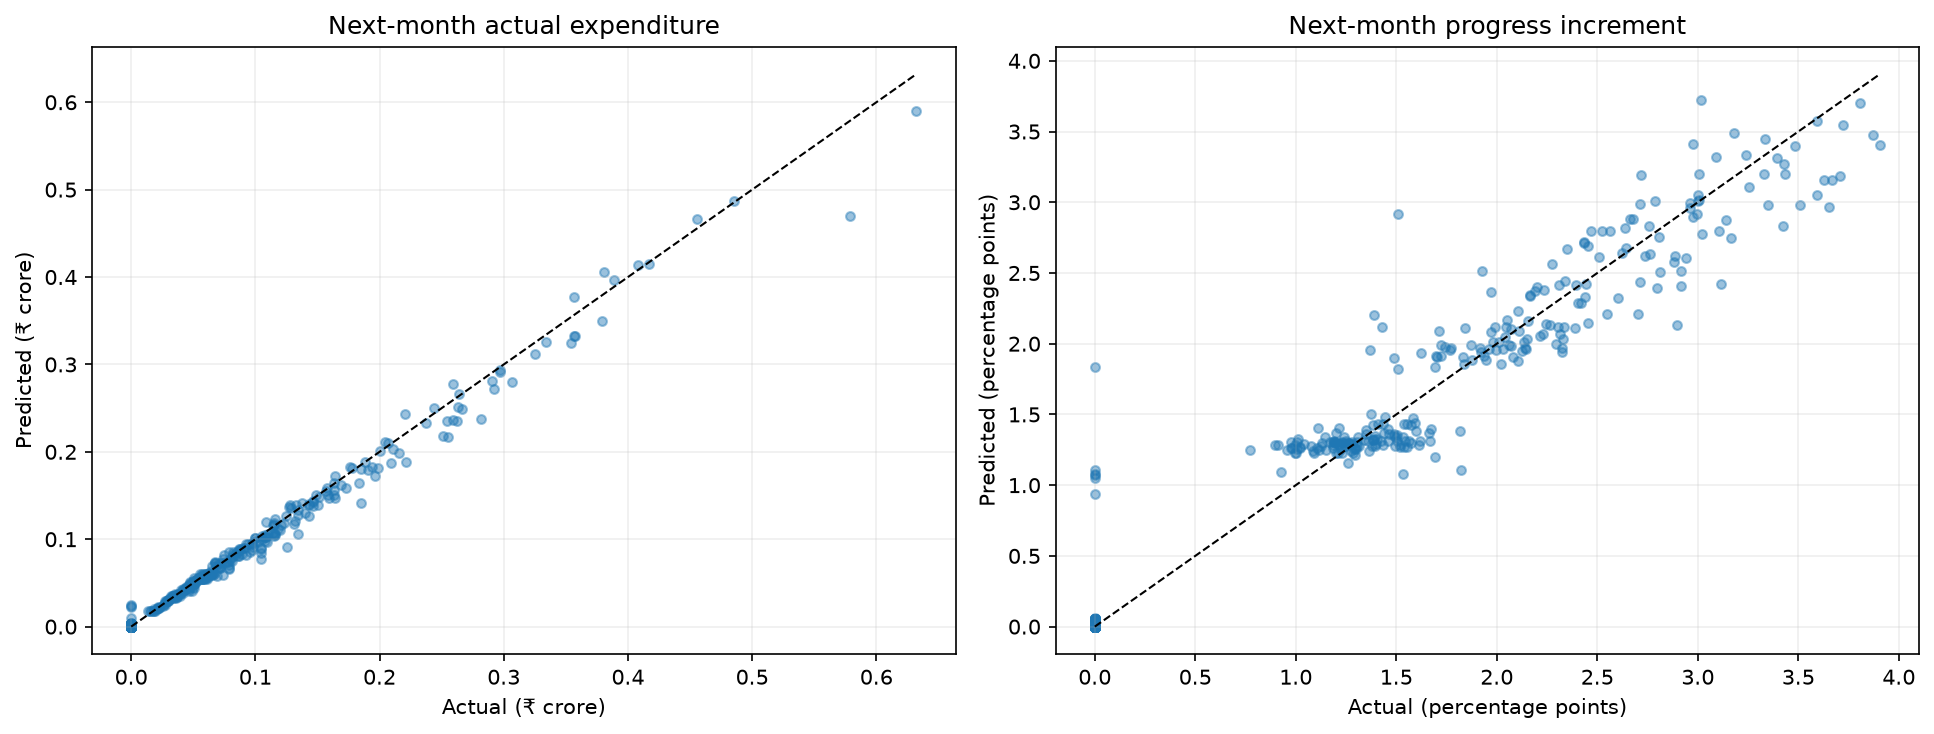 Next-month actual expenditure
Predicted (₹ crore)
0.6
0.5
0.4
0.3
0.2
0.1
0.0
0.0 0.1 0.2 0.3 0.4 0.5 0.6
Actual (₹ crore)
Next-month progress increment
Predicted (percentage points)
4.0
3.5
3.0
2.5
2.0
1.5
1.0
0.5
0.0
0.0 0.5 1.0 1.5 2.0 2.5 3.0 3.5 4.0
Actual (percentage points)